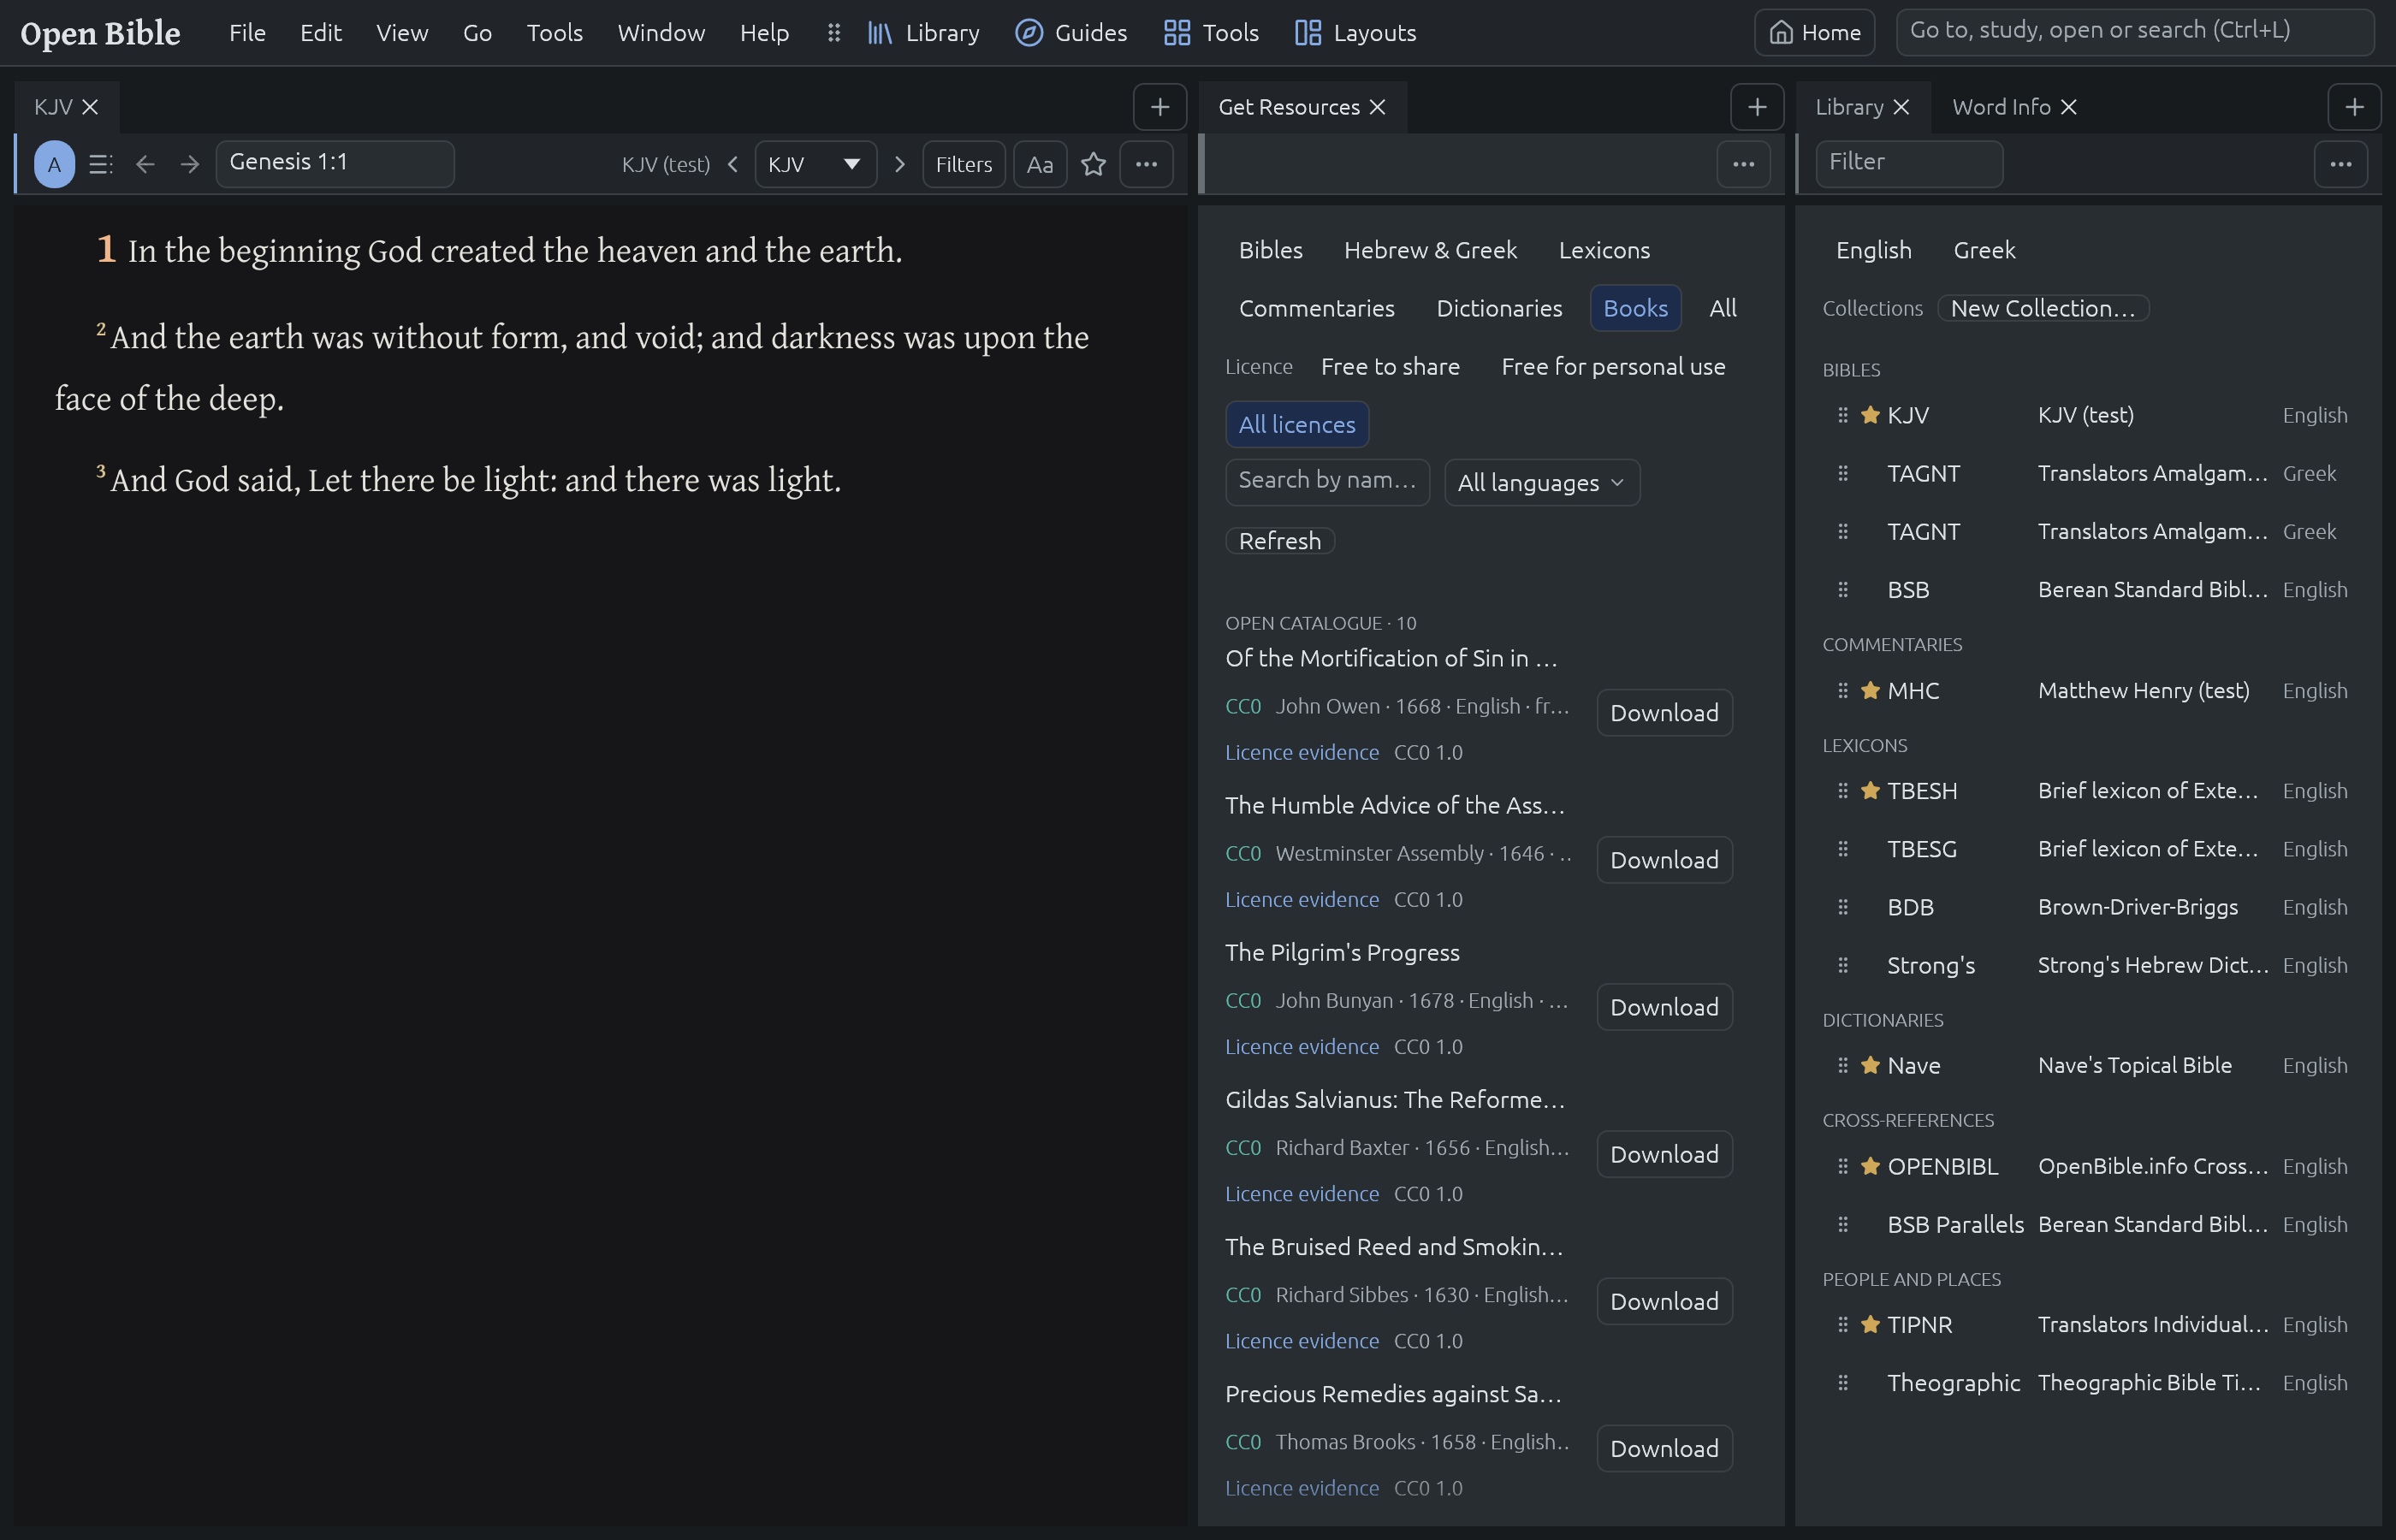 Open Bible File Edit View Go Tools Window Help Library Guides Tools Layouts Home Go to, study, open or search (Ctrl+L)
KJV
A Genesis 1:1 KJV (test) KJV Filters Aa
1 In the beginning God created the heaven and the earth.
2 And the earth was without form, and void; and darkness was upon the
face of the deep.
3 And God said, Let there be light: and there was light.
Get Resources
Bibles Hebrew & Greek Lexicons
Commentaries Dictionaries Books All
Licence Free to share Free for personal use
All licences
Search by nam… All languages
Refresh
OPEN CATALOGUE · 10
Of the Mortification of Sin in …
CC0 John Owen · 1668 · English · fr… Download
Licence evidence CC0 1.0
The Humble Advice of the Ass…
CC0 Westminster Assembly · 1646 · .. Download
Licence evidence CC0 1.0
The Pilgrim's Progress
CC0 John Bunyan · 1678 · English · … Download
Licence evidence CC0 1.0
Gildas Salvianus: The Reforme…
CC0 Richard Baxter · 1656 · English… Download
Licence evidence CC0 1.0
The Bruised Reed and Smokin…
CC0 Richard Sibbes · 1630 · English… Download
Licence evidence CC0 1.0
Precious Remedies against Sa…
CC0 Thomas Brooks · 1658 · English.. Download
Licence evidence CC0 1.0
Library Word Info
Filter
English Greek
Collections New Collection…
BIBLES
KJV KJV (test) English
TAGNT Translators Amalgam… Greek
TAGNT Translators Amalgam… Greek
BSB Berean Standard Bibl… English
COMMENTARIES
MHC Matthew Henry (test) English
LEXICONS
TBESH Brief lexicon of Exte… English
TBESG Brief lexicon of Exte… English
BDB Brown-Driver-Briggs English
Strong's Strong's Hebrew Dict… English
DICTIONARIES
Nave Nave's Topical Bible English
CROSS-REFERENCES
OPENBIBL OpenBible.info Cross… English
BSB Parallels Berean Standard Bibl… English
PEOPLE AND PLACES
TIPNR Translators Individual… English
Theographic Theographic Bible Ti… English